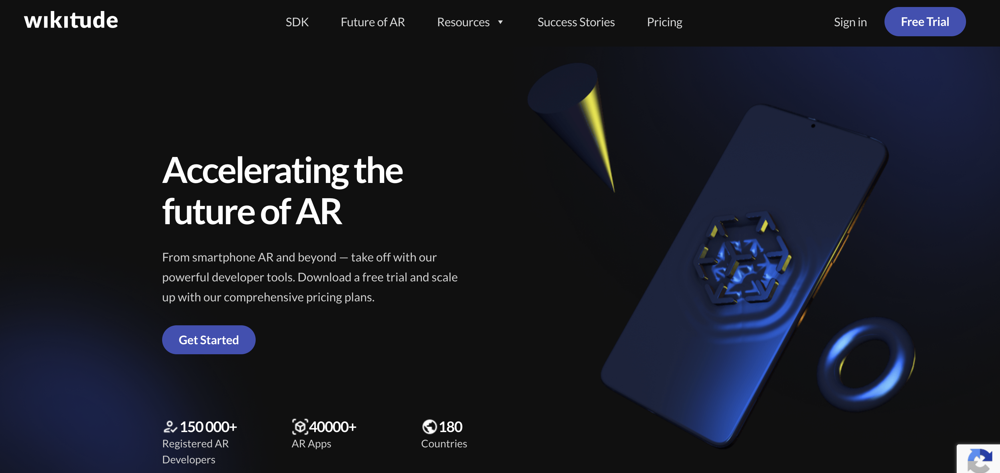 wikitude
SDK
Future of AR
Resources
Success Stories
Pricing
Sign in
Free Trial
Accelerating the
future of AR
From smartphone AR and beyond — take off with our
powerful developer tools. Download a free trial and scale
up with our comprehensive pricing plans.
Get Started
150 000+
Registered AR
Developers
40000+
AR Apps
180
Countries